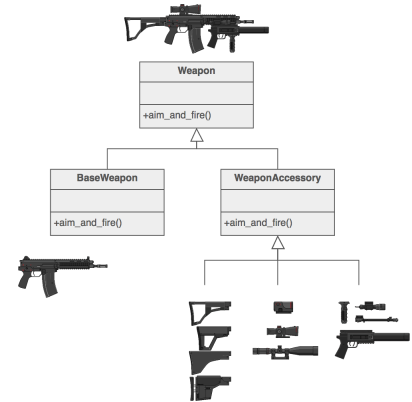 Weapon
+aim_and_fire()
BaseWeapon
+aim_and_fire()
WeaponAccessory
+aim_and_fire()